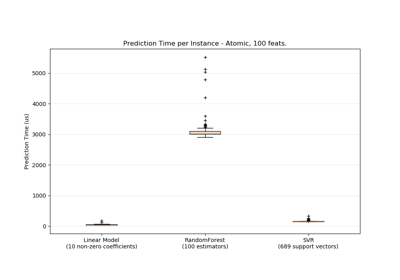 Prediction Time per Instance - Atomic, 100 feats.
Prediction Time (us)
5000
4000
3000
2000
1000
0
Linear Model
(10 non-zero coefficients)
RandomForest
(100 estimators)
SVR
(689 support vectors)